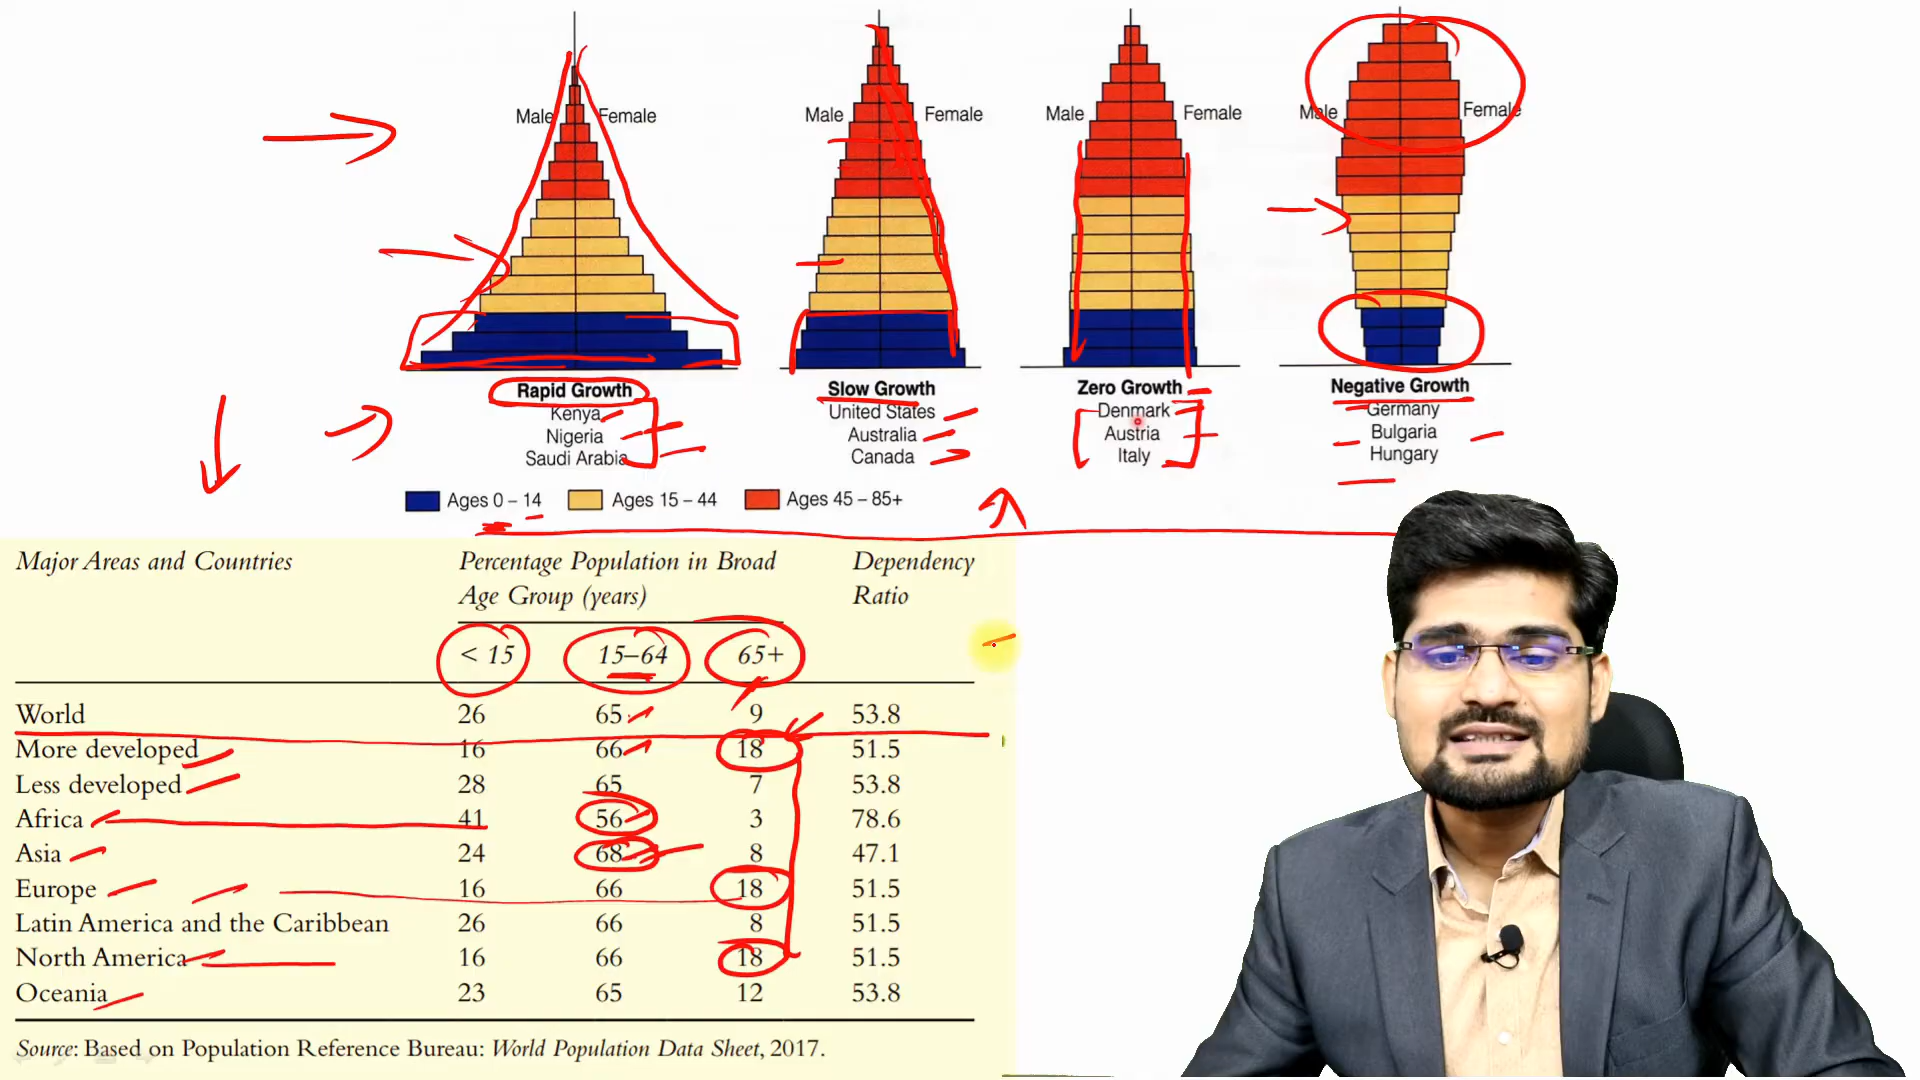 Male Female
Male Female
Male Female
Male Female
Rapid Growth
Kenya
Nigeria
Saudi Arabia
Slow Growth
United States
Australia
Canada
Zero Growth
Denmark
Austria
Italy
Negative Growth
Germany
Bulgaria
Hungary
Ages 0 – 14 Ages 15 – 44 Ages 45 – 85+
Major Areas and Countries Percentage Population in Broad Dependency
Age Group (years) Ratio
< 15 15–64 65+
World 26 65 9 53.8
More developed 16 66 18 51.5
Less developed 28 65 7 53.8
Africa 41 56 3 78.6
Asia 24 68 8 47.1
Europe 16 66 18 51.5
Latin America and the Caribbean 26 66 8 51.5
North America 16 66 18 51.5
Oceania 23 65 12 53.8
Source: Based on Population Reference Bureau: World Population Data Sheet, 2017.